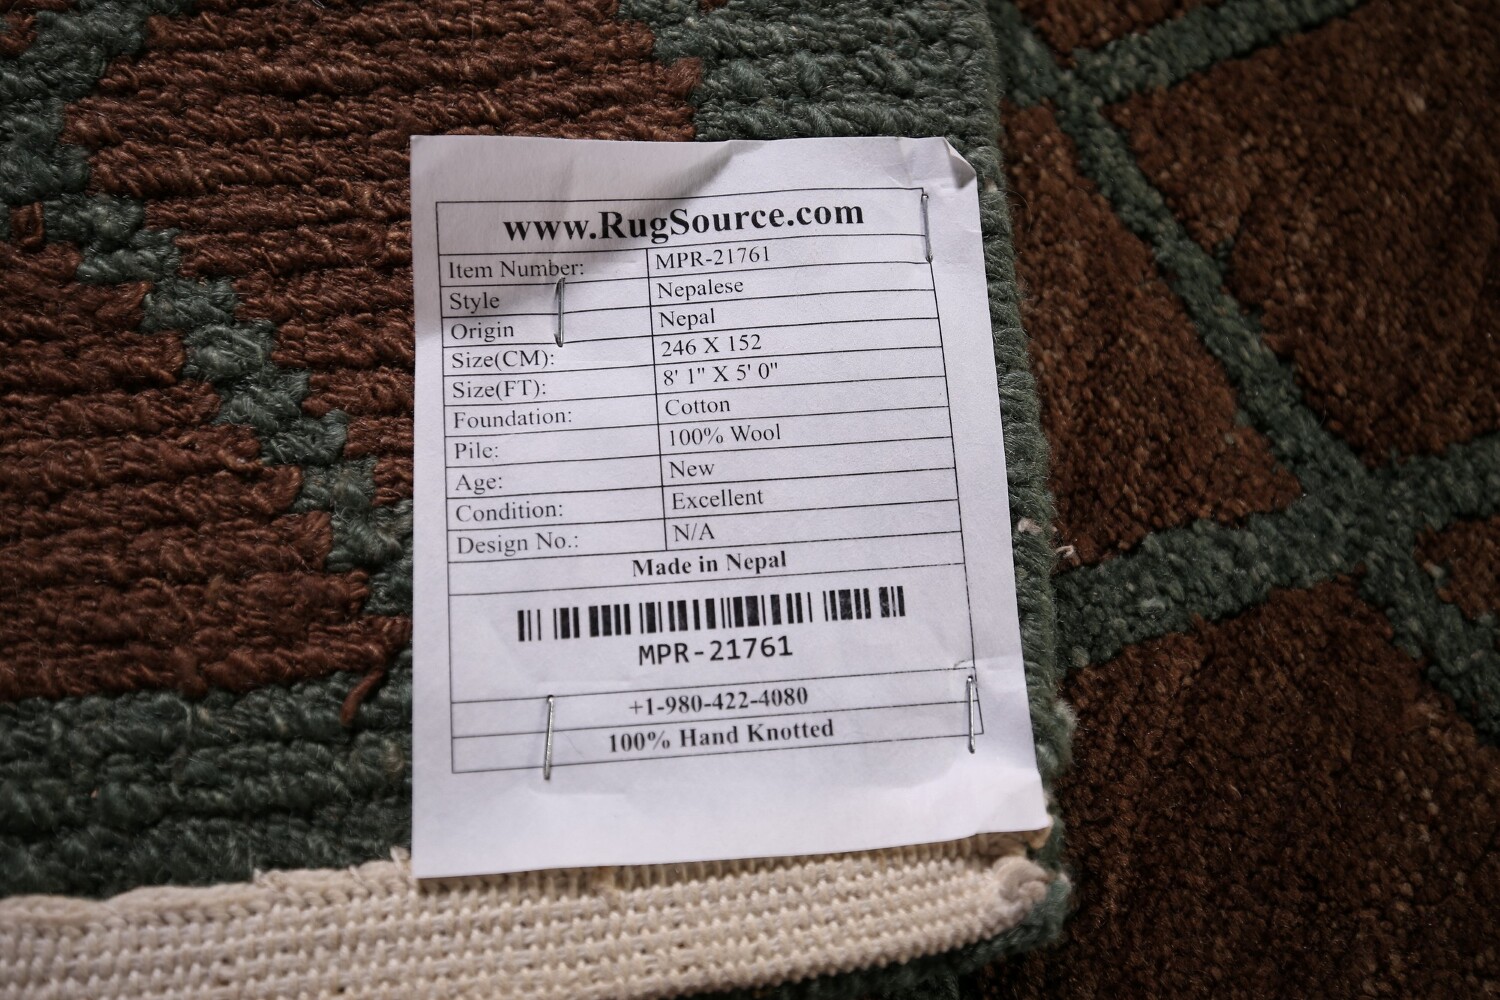 www.RugSource.com
Item Number: MPR-21761
Style Nepalese
Origin Nepal
Size(CM): 246 X 152
Size(FT): 8' 1" X 5' 0"
Foundation: Cotton
Pile: 100% Wool
Age: New
Condition: Excellent
Design No.: N/A
Made in Nepal
MPR-21761
+1-980-422-4080
100% Hand Knotted